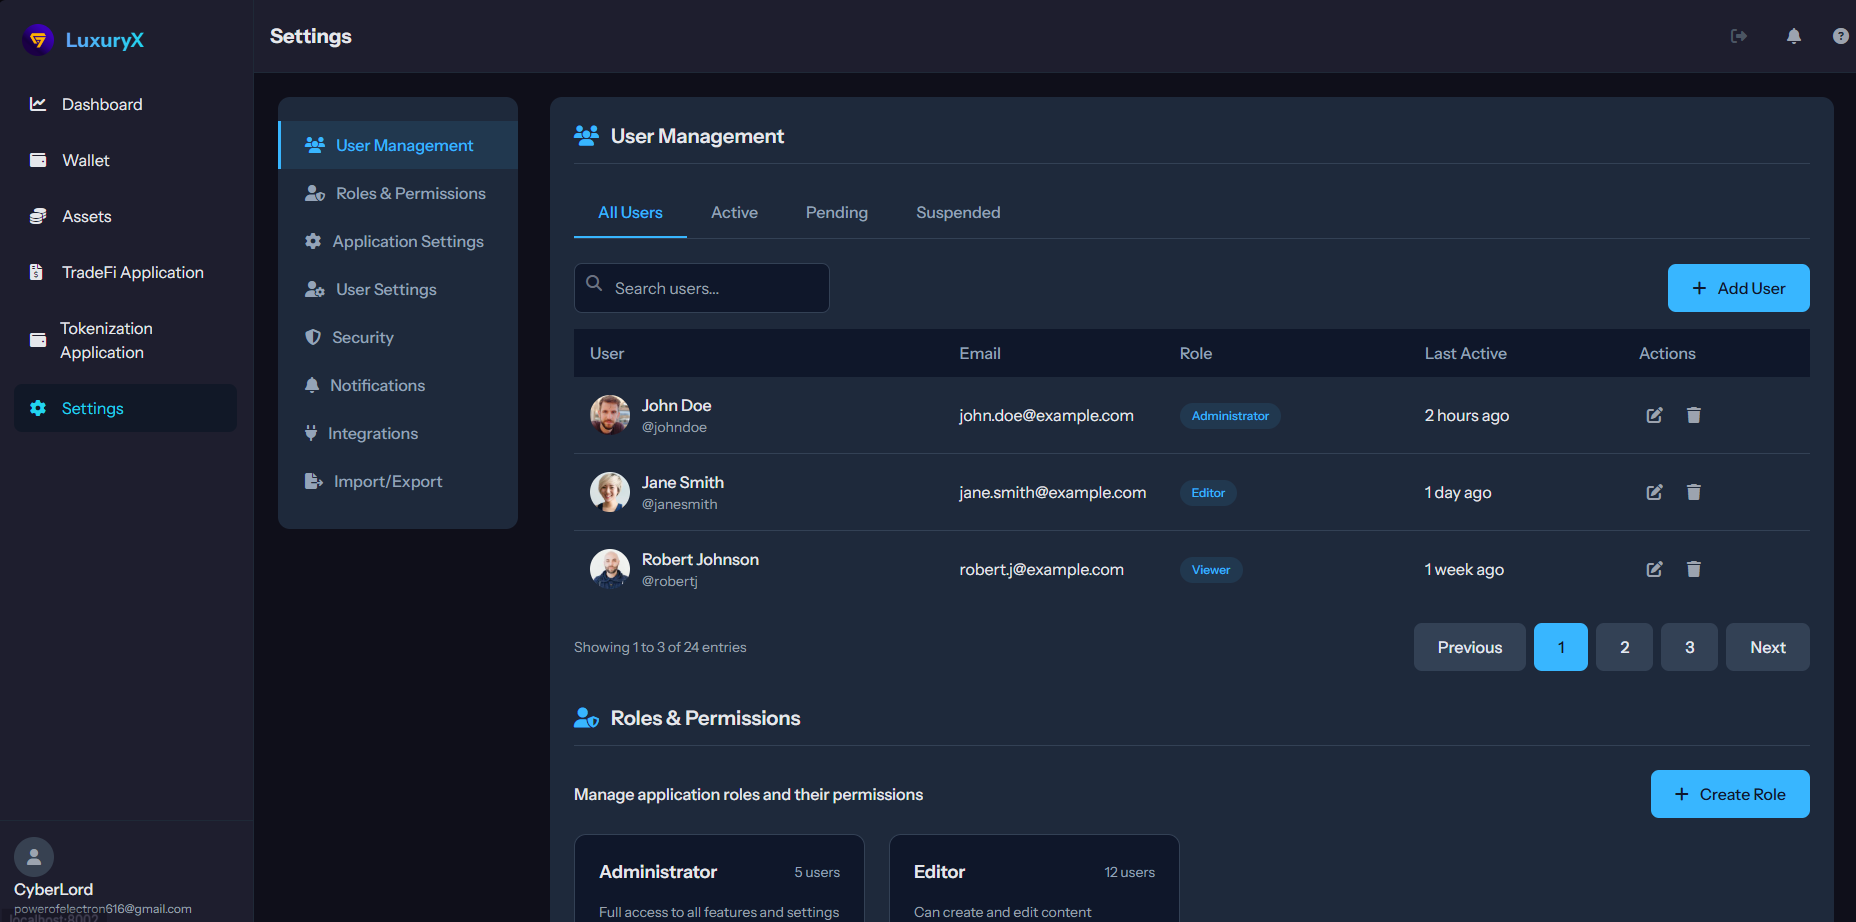 LuxuryX
Settings
Dashboard
Wallet
Assets
TradeFi Application
Tokenization
Application
Settings
CyberLord
powerofelectron616@gmail.com
localhost:8002
User Management
Roles & Permissions
Application Settings
User Settings
Security
Notifications
Integrations
Import/Export
User Management
All Users Active Pending Suspended
Search users...
+ Add User
User Email Role Last Active Actions
John Doe
@johndoe
john.doe@example.com Administrator 2 hours ago
Jane Smith
@janesmith
jane.smith@example.com Editor 1 day ago
Robert Johnson
@robertj
robert.j@example.com Viewer 1 week ago
Showing 1 to 3 of 24 entries
Previous 1 2 3 Next
Roles & Permissions
Manage application roles and their permissions
+ Create Role
Administrator 5 users
Full access to all features and settings
Editor 12 users
Can create and edit content